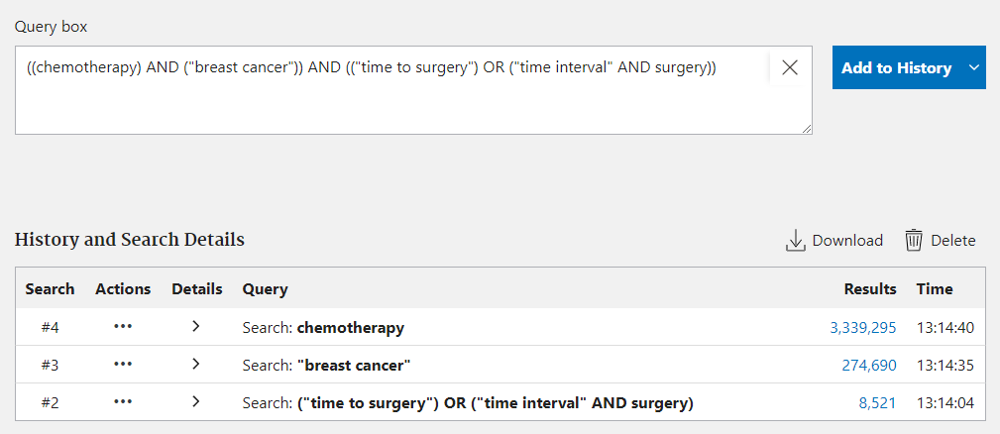 Query box
((chemotherapy) AND ("breast cancer")) AND (("time to surgery") OR ("time interval" AND surgery))
Add to History
History and Search Details
Download
Delete
Search Actions Details Query Results Time
#4 ••• Search: chemotherapy 3,339,295 13:14:40
#3 ••• Search: "breast cancer" 274,690 13:14:35
#2 ••• Search: ("time to surgery") OR ("time interval" AND surgery) 8,521 13:14:04